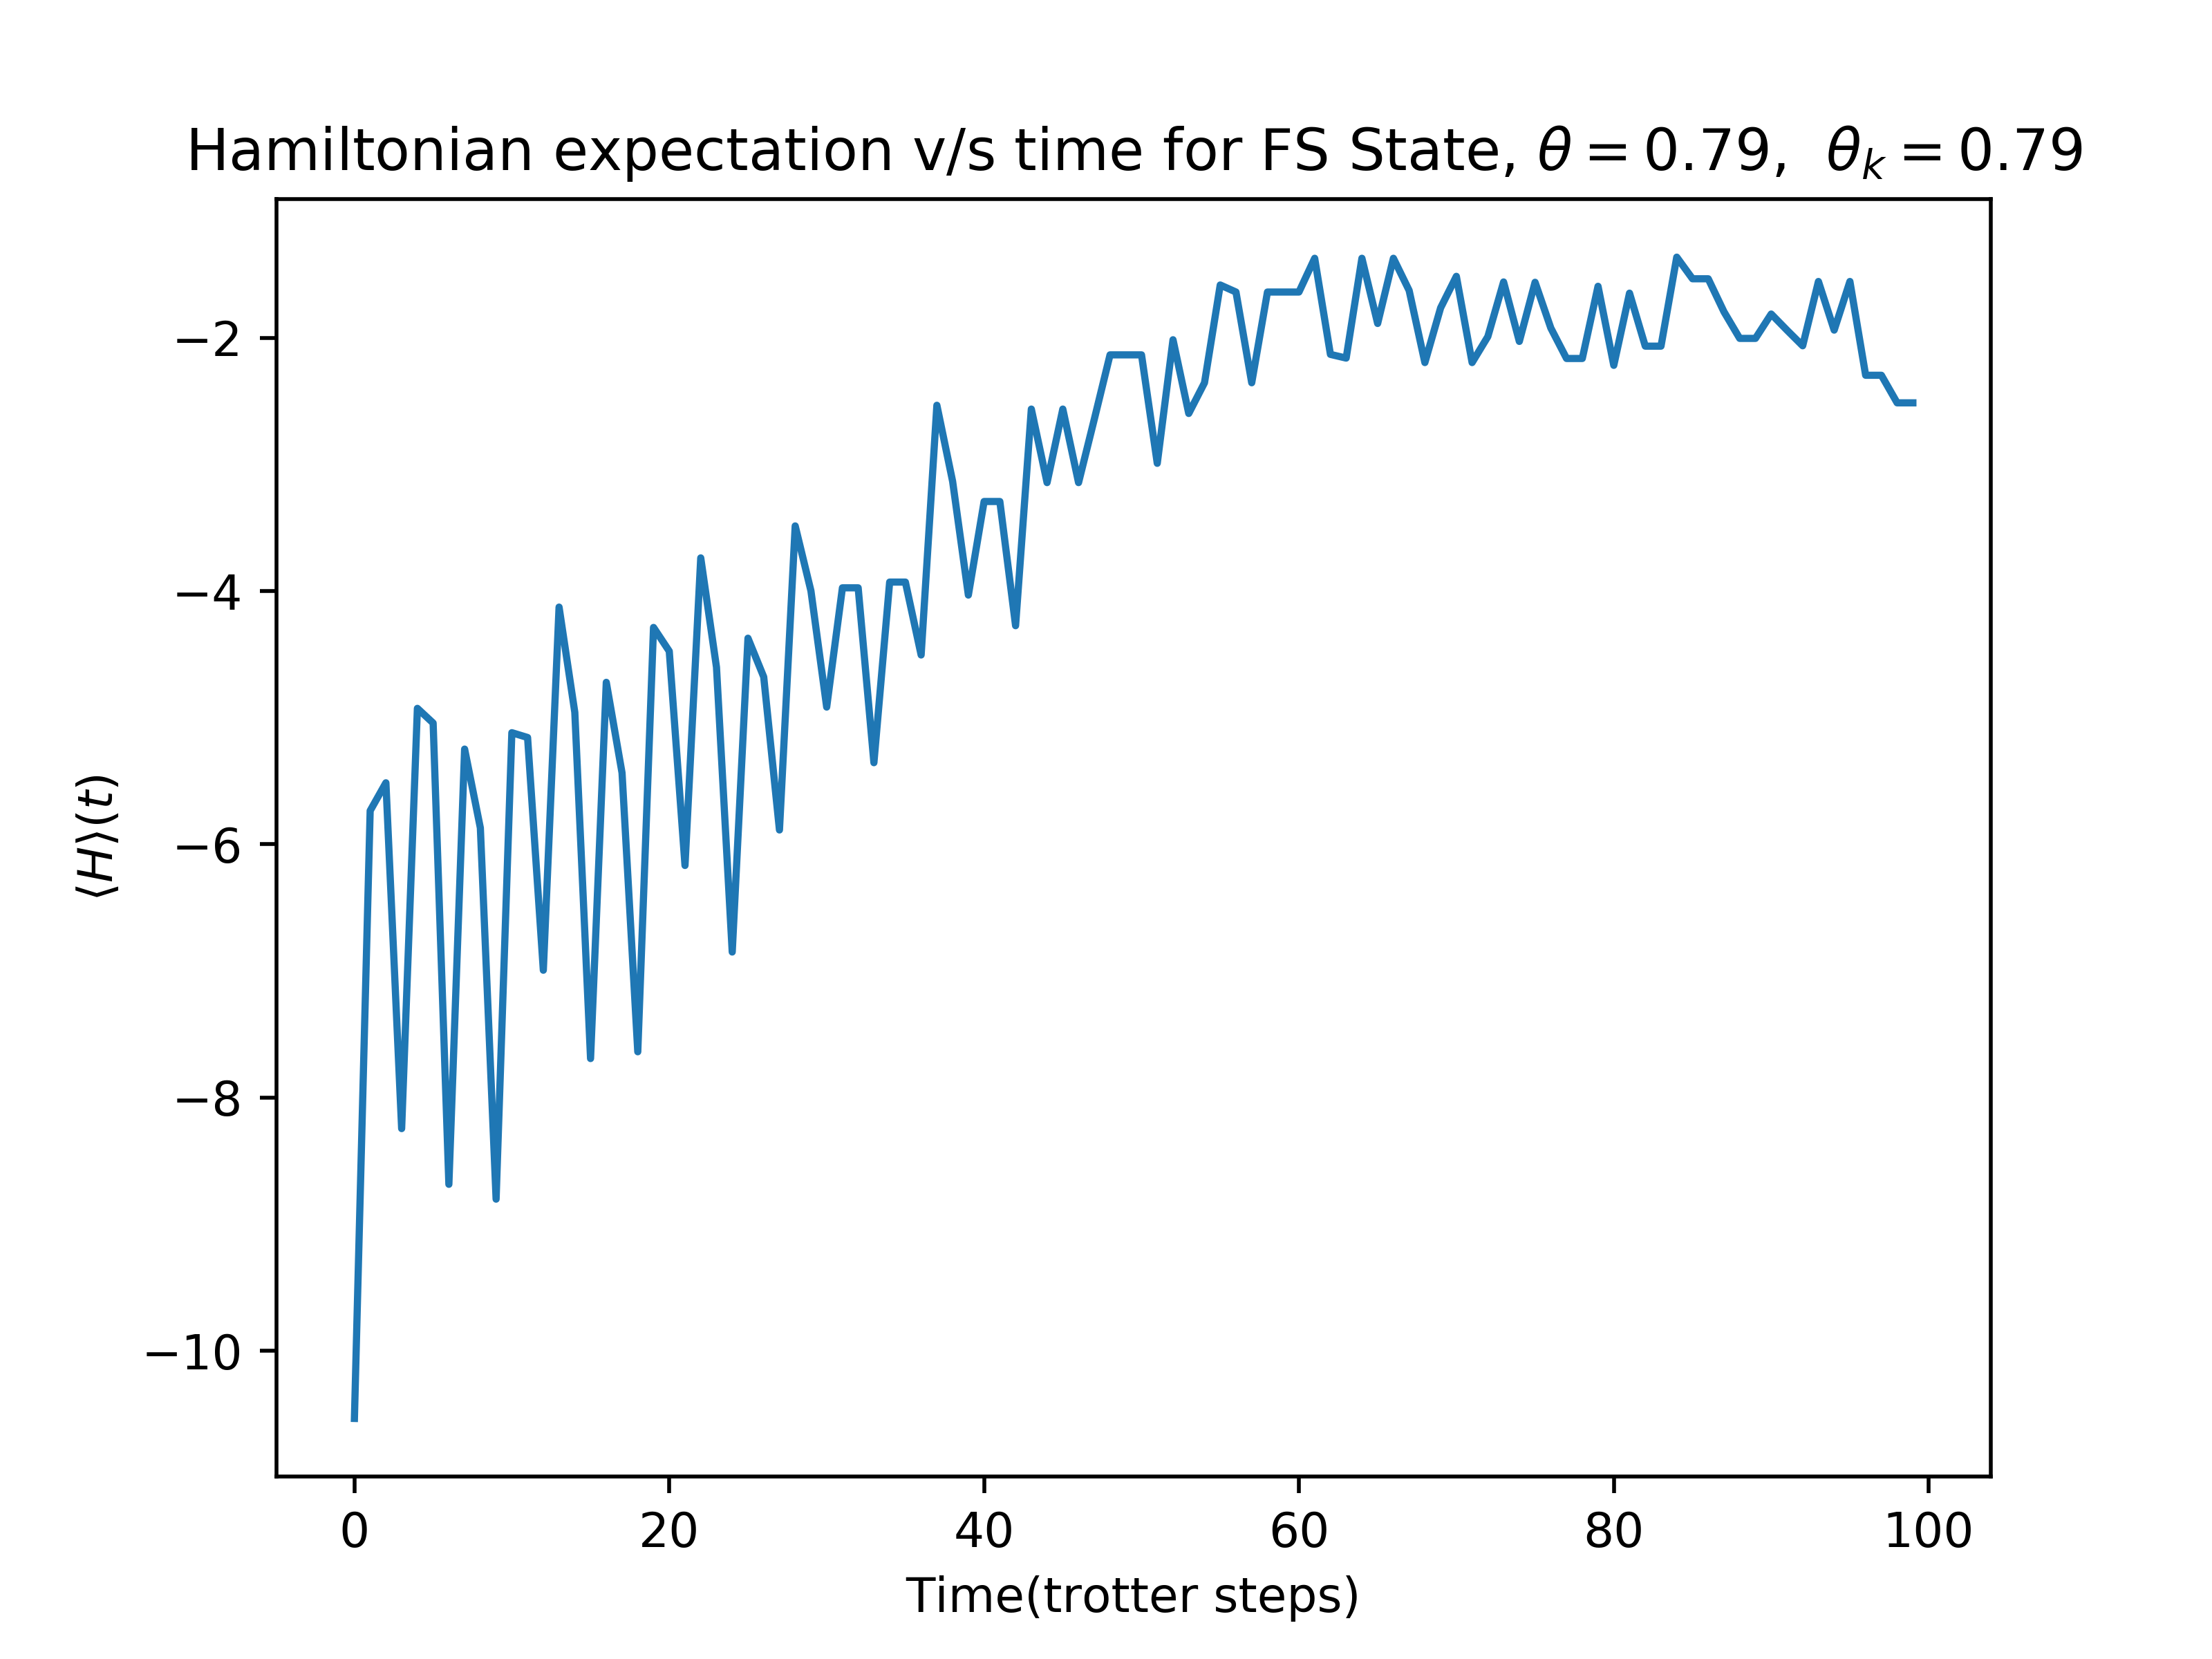 Hamiltonian expectation v/s time for FS State, θ = 0.79, θₖ = 0.79
⟨H⟩(t)
−2
−4
−6
−8
−10
0 20 40 60 80 100
Time(trotter steps)